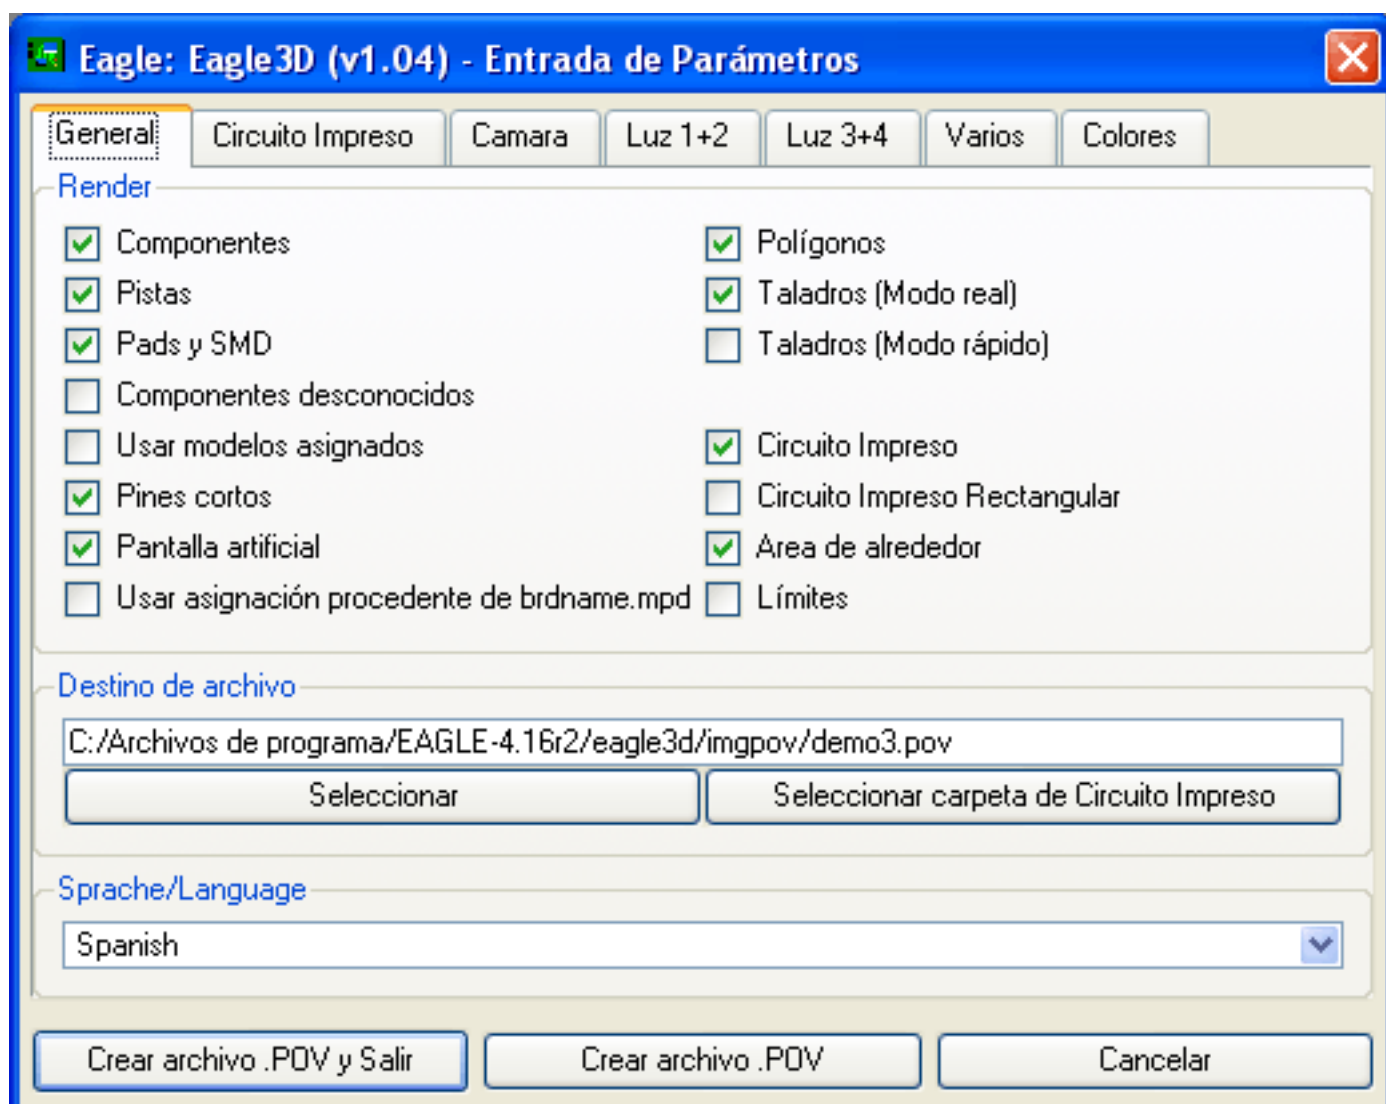 Eagle: Eagle3D (v1.04) - Entrada de Parámetros
General Circuito Impreso Camara Luz 1+2 Luz 3+4 Varios Colores
Render
Componentes Polígonos
Pistas Taladros (Modo real)
Pads y SMD Taladros (Modo rápido)
Componentes desconocidos
Usar modelos asignados Circuito Impreso
Pines cortos Circuito Impreso Rectangular
Pantalla artificial Area de alrededor
Usar asignación procedente de brdname.mpd Límites
Destino de archivo
C:/Archivos de programa/EAGLE-4.16r2/eagle3d/imgpov/demo3.pov
Seleccionar Seleccionar carpeta de Circuito Impreso
Sprache/Language
Spanish
Crear archivo .POV y Salir Crear archivo .POV Cancelar